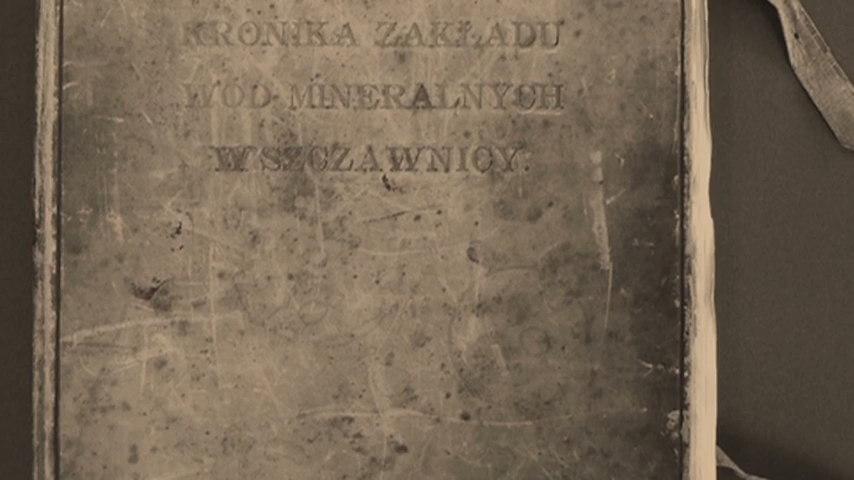 KRONIKA ZAKŁADU
WÓD MINERALNYCH
W SZCZAWNICY.